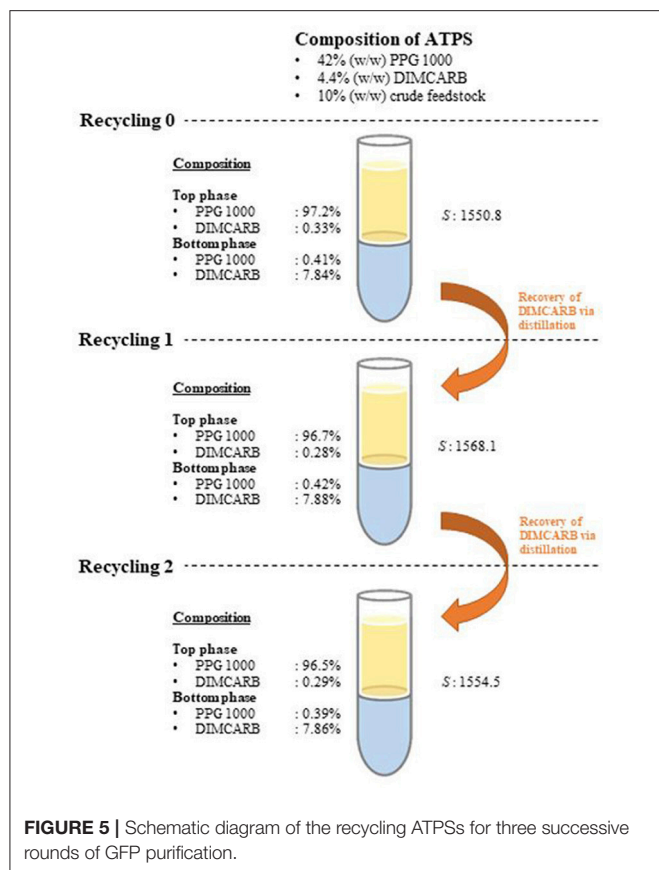 Composition of ATPS
• 42% (w/w) PPG 1000
• 4.4% (w/w) DIMCARB
• 10% (w/w) crude feedstock
Recycling 0
Composition
Top phase
• PPG 1000 : 97.2%
• DIMCARB : 0.33%
Bottom phase
• PPG 1000 : 0.41%
• DIMCARB : 7.84%
S : 1550.8
Recovery of
DIMCARB via
distillation
Recycling 1
Composition
Top phase
• PPG 1000 : 96.7%
• DIMCARB : 0.28%
Bottom phase
• PPG 1000 : 0.42%
• DIMCARB : 7.88%
S : 1568.1
Recovery of
DIMCARB via
distillation
Recycling 2
Composition
Top phase
• PPG 1000 : 96.5%
• DIMCARB : 0.29%
Bottom phase
• PPG 1000 : 0.39%
• DIMCARB : 7.86%
S : 1554.5
FIGURE 5 | Schematic diagram of the recycling ATPSs for three successive
rounds of GFP purification.